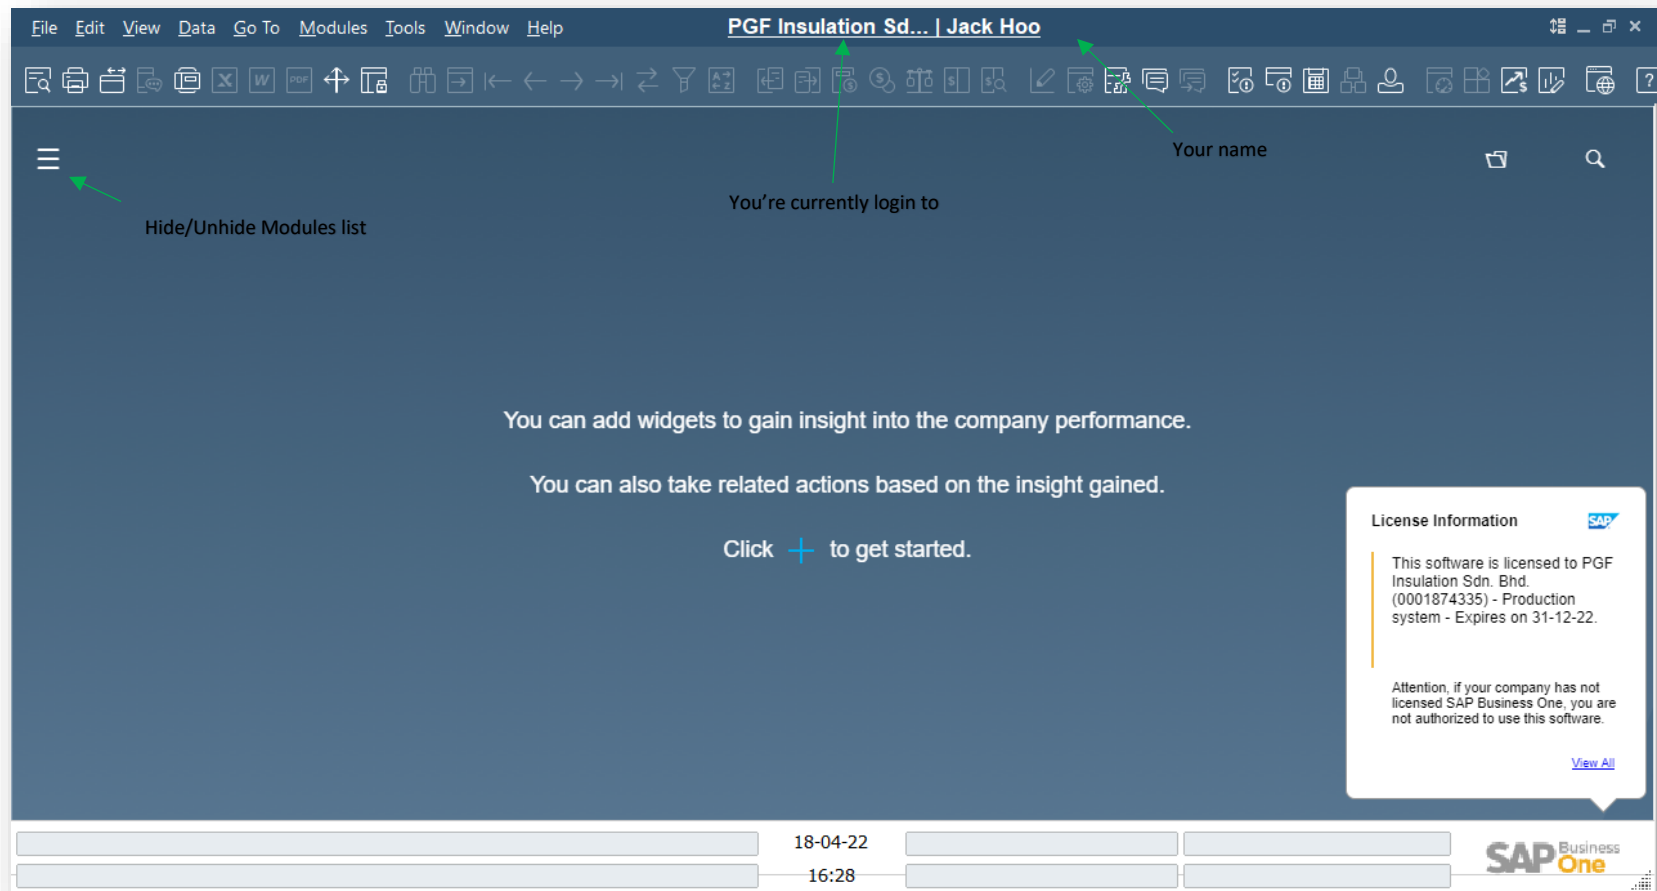 File Edit View Data Go To Modules Tools Window Help
PGF Insulation Sd... | Jack Hoo
X W PDF
Your name
You're currently login to
Hide/Unhide Modules list
You can add widgets to gain insight into the company performance.
You can also take related actions based on the insight gained.
Click + to get started.
License Information
SAP
This software is licensed to PGF
Insulation Sdn. Bhd.
(0001874335) - Production
system - Expires on 31-12-22.
Attention, if your company has not
licensed SAP Business One, you are
not authorized to use this software.
View All
18-04-22
16:28
SAP Business One